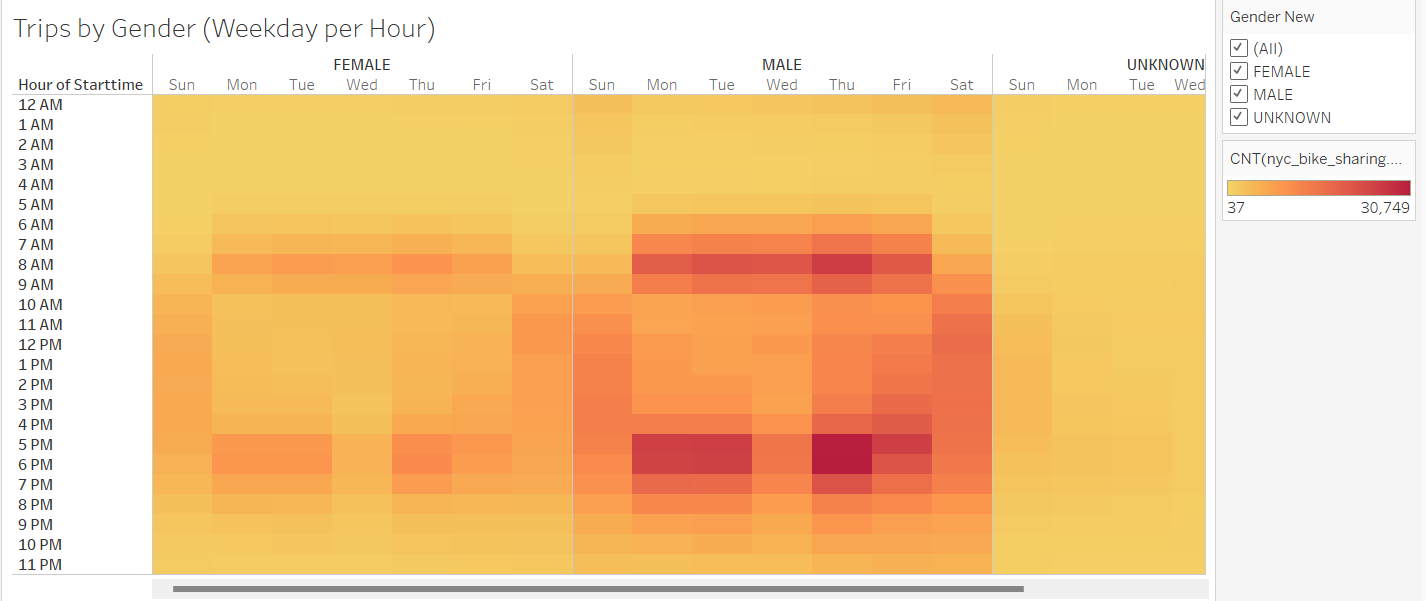 Trips by Gender (Weekday per Hour)
FEMALE MALE UNKNOWN
Hour of Starttime Sun Mon Tue Wed Thu Fri Sat Sun Mon Tue Wed Thu Fri Sat Sun Mon Tue Wed
12 AM
1 AM
2 AM
3 AM
4 AM
5 AM
6 AM
7 AM
8 AM
9 AM
10 AM
11 AM
12 PM
1 PM
2 PM
3 PM
4 PM
5 PM
6 PM
7 PM
8 PM
9 PM
10 PM
11 PM
Gender New
(All)
FEMALE
MALE
UNKNOWN
CNT(nyc_bike_sharing....
37 30,749